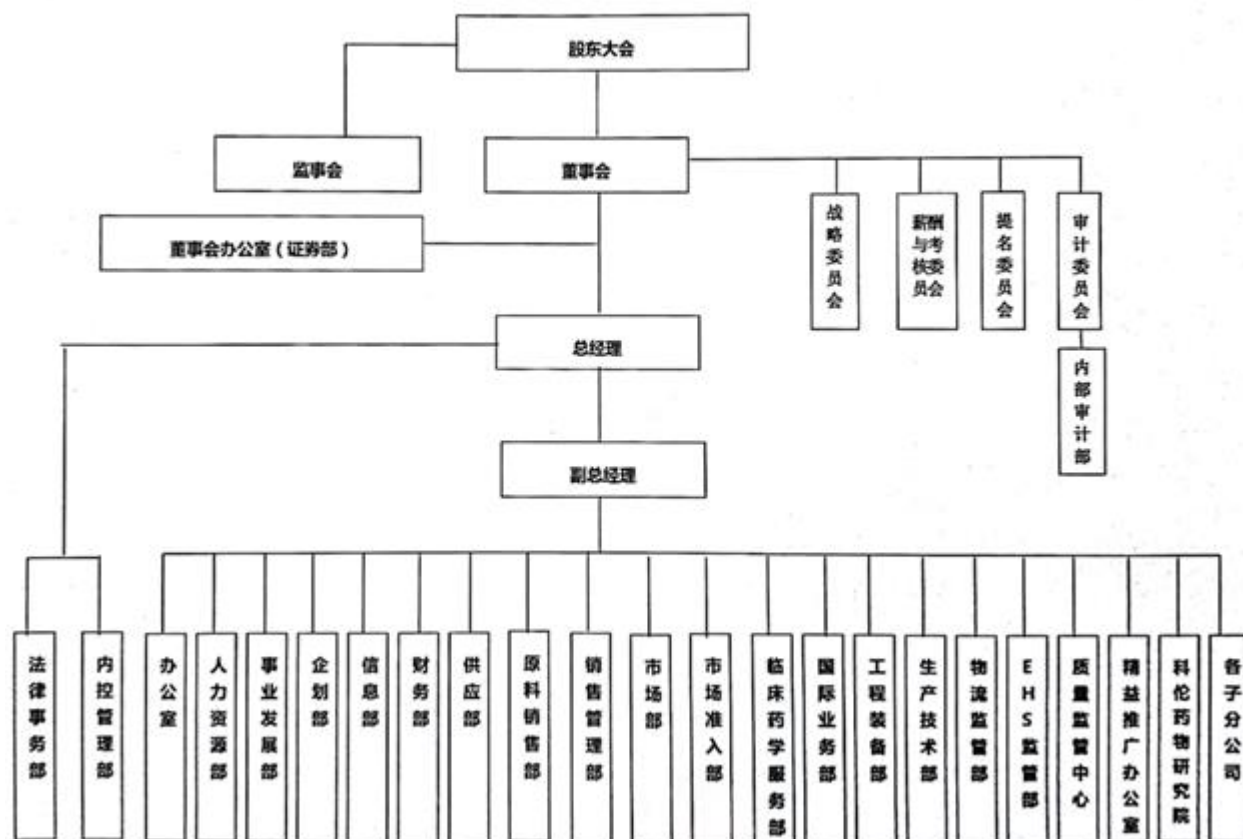 股东大会
监事会
董事会
董事会办公室（证券部）
战略委员会
薪酬与考核委员会
提名委员会
审计委员会
总经理
内部审计部
副总经理
法律事务部
内控管理部
办公室
人力资源部
事业发展部
企划部
信息部
财务部
供应部
原料销售部
销售管理部
市场部
市场准入部
临床药学服务部
国际业务部
工程装备部
生产技术部
物流监管部
EHS监管部
质量监管中心
精益推广办公室
科伦药物研究院
各子分公司